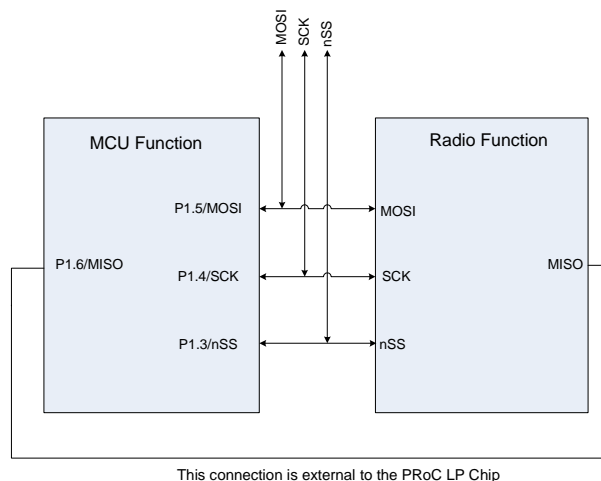 MOSI
SCK
nSS
MCU Function
Radio Function
P1.5/MOSI
MOSI
P1.6/MISO
P1.4/SCK
SCK
MISO
P1.3/nSS
nSS
This connection is external to the PRoC LP Chip